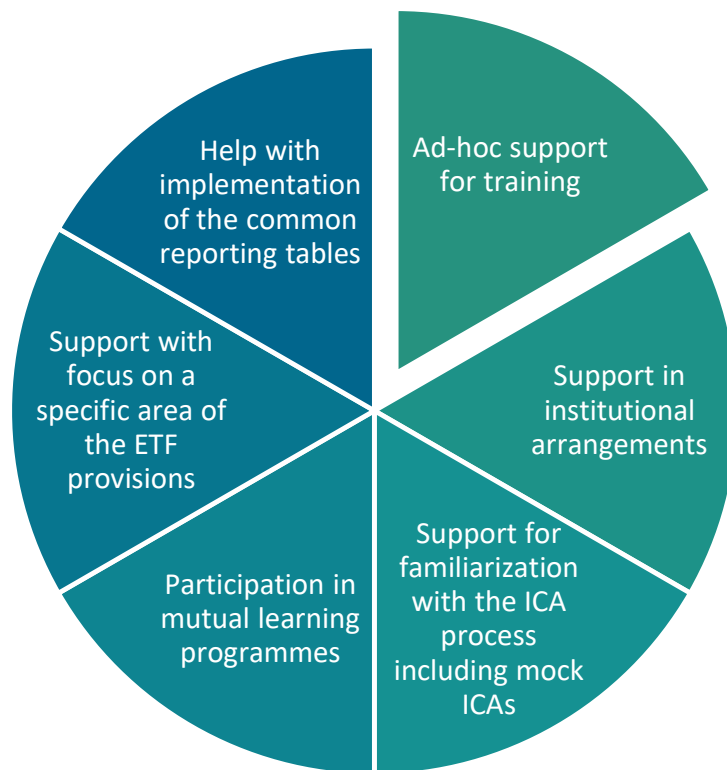 Ad-hoc support
for training
Support in
institutional
arrangements
Support for
familiarization
with the ICA
process
including mock
ICAs
Participation in
mutual learning
programmes
Support with
focus on a
specific area of
the ETF
provisions
Help with
implementation
of the common
reporting tables